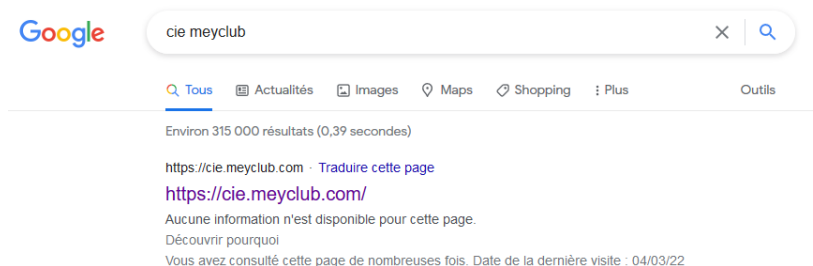 Google
cie meyclub
Tous Actualités Images Maps Shopping Plus Outils
Environ 315 000 résultats (0,39 secondes)
https://cie.meyclub.com · Traduire cette page
https://cie.meyclub.com/
Aucune information n'est disponible pour cette page.
Découvrir pourquoi
Vous avez consulté cette page de nombreuses fois. Date de la dernière visite : 04/03/22